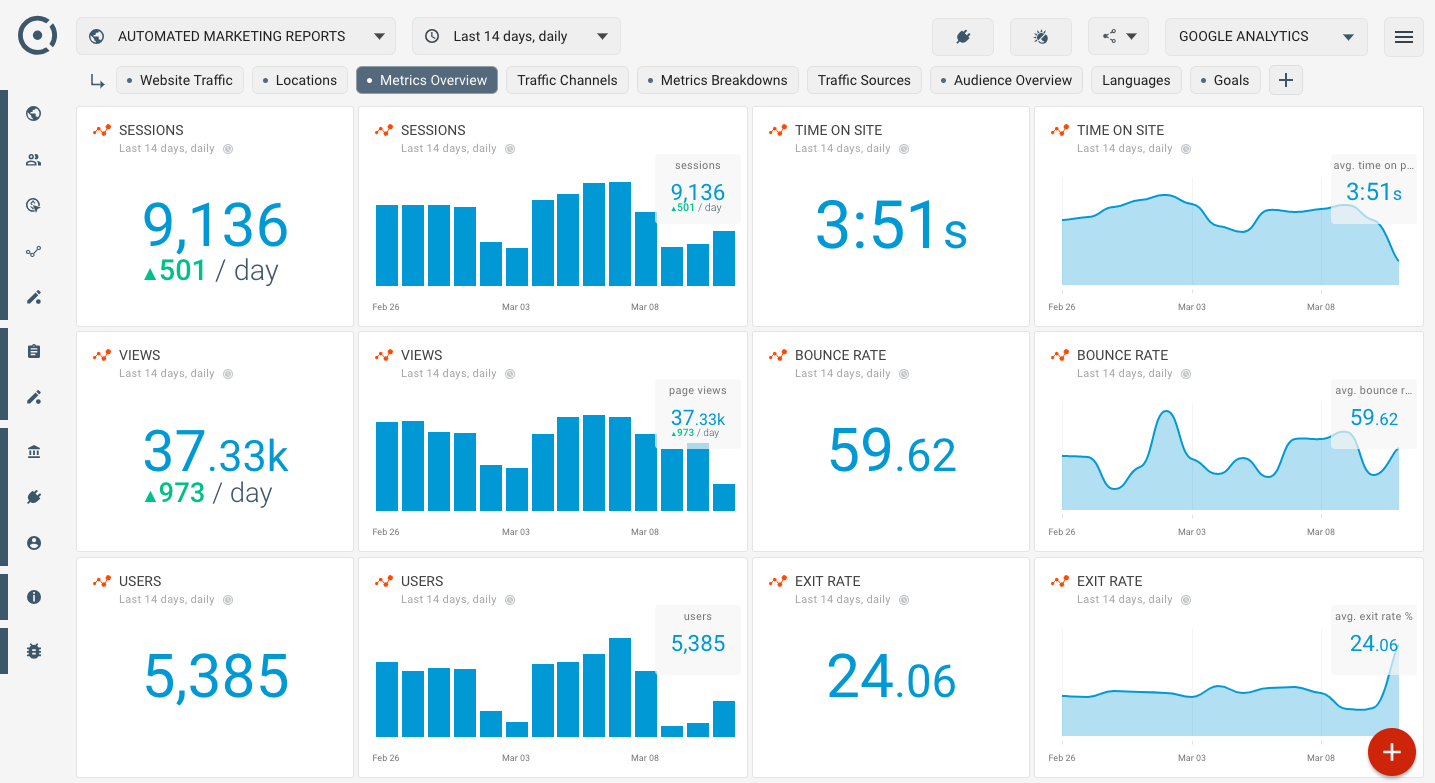 AUTOMATED MARKETING REPORTS
Last 14 days, daily
GOOGLE ANALYTICS
Website Traffic
Locations
Metrics Overview
Traffic Channels
Metrics Breakdowns
Traffic Sources
Audience Overview
Languages
Goals
SESSIONS
Last 14 days, daily
9,136
▲501 / day
SESSIONS
Last 14 days, daily
sessions
9,136
▲501 / day
Feb 26
Mar 03
Mar 08
TIME ON SITE
Last 14 days, daily
3:51s
TIME ON SITE
Last 14 days, daily
avg. time on p...
3:51s
Feb 26
Mar 03
Mar 08
VIEWS
Last 14 days, daily
37.33k
▲973 / day
VIEWS
Last 14 days, daily
page views
37.33k
▲973 / day
Feb 26
Mar 03
Mar 08
BOUNCE RATE
Last 14 days, daily
59.62
BOUNCE RATE
Last 14 days, daily
avg. bounce r...
59.62
Feb 26
Mar 03
Mar 08
USERS
Last 14 days, daily
5,385
USERS
Last 14 days, daily
users
5,385
Feb 26
Mar 03
Mar 08
EXIT RATE
Last 14 days, daily
24.06
EXIT RATE
Last 14 days, daily
avg. exit rate %
24.06
Feb 26
Mar 03
Mar 08